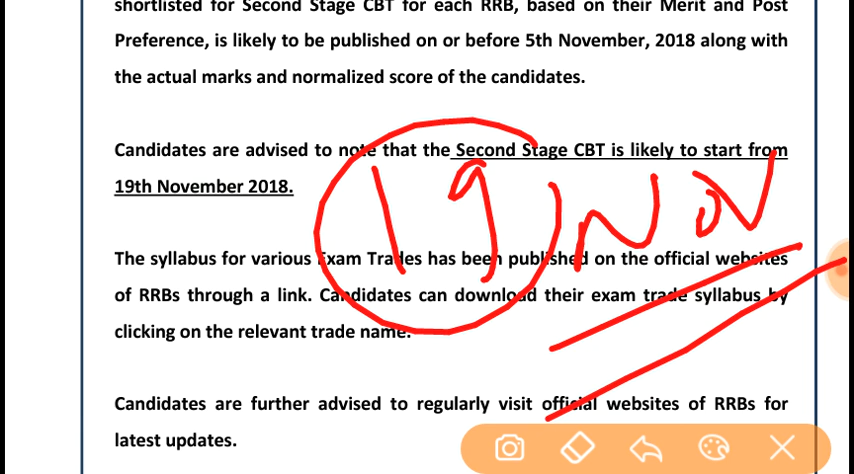 shortlisted for Second Stage CBT for each RRB, based on their Merit and Post
Preference, is likely to be published on or before 5th November, 2018 along with
the actual marks and normalized score of the candidates.
Candidates are advised to note that the Second Stage CBT is likely to start from
19th November 2018.
19 NOV
The syllabus for various Exam Trades has been published on the official websites
of RRBs through a link. Candidates can download their exam trade syllabus by
clicking on the relevant trade name.
Candidates are further advised to regularly visit official websites of RRBs for
latest updates.